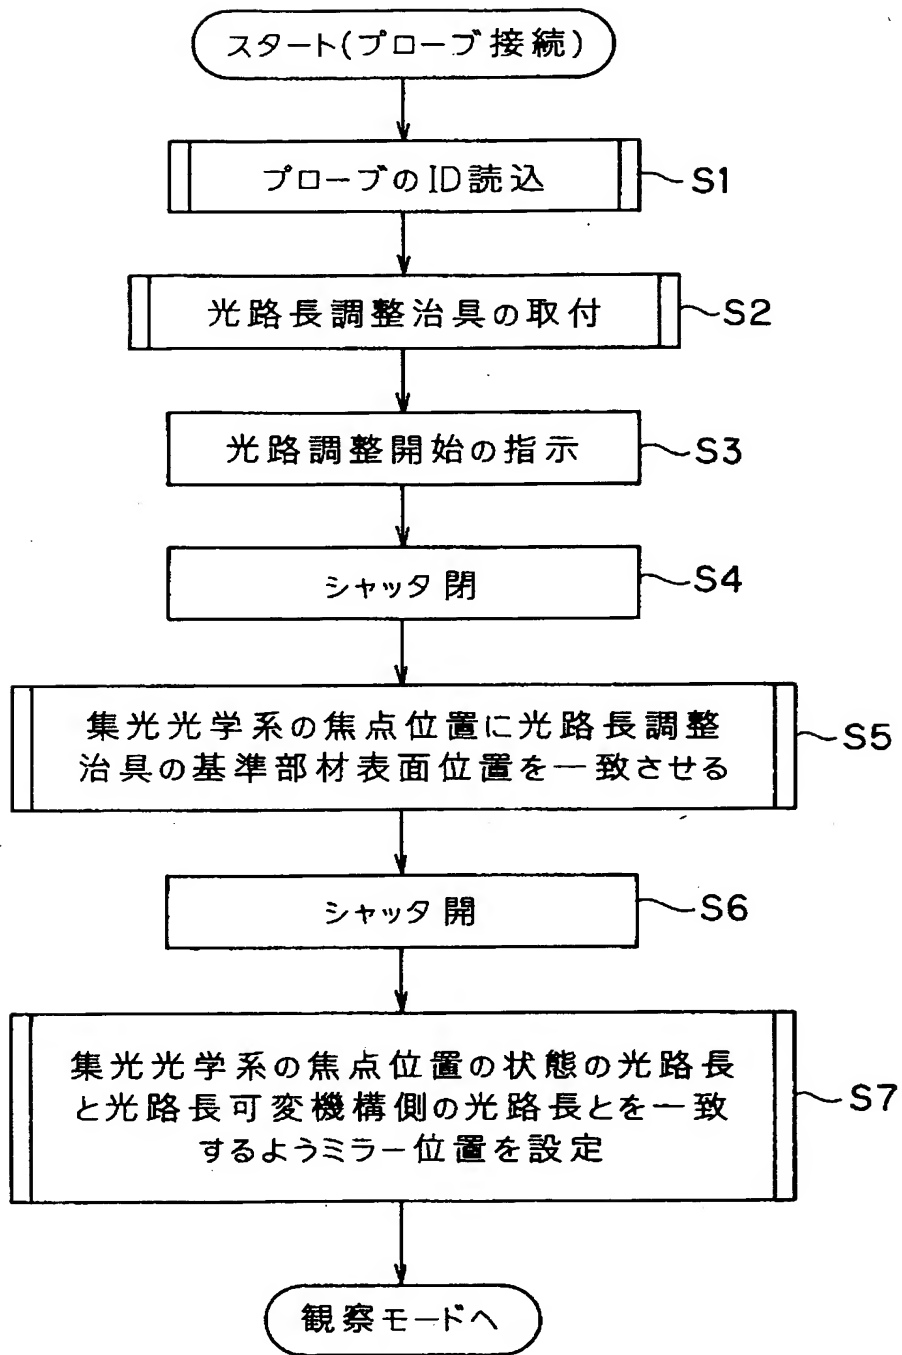 スタート(プローブ接続)
プローブのID読込
S1
光路長調整治具の取付
S2
光路調整開始の指示
S3
シャッタ閉
S4
集光光学系の焦点位置に光路長調整
治具の基準部材表面位置を一致させる
S5
シャッタ開
S6
集光光学系の焦点位置の状態の光路長
と光路長可変機構側の光路長とを一致
するようミラー位置を設定
S7
観察モードへ